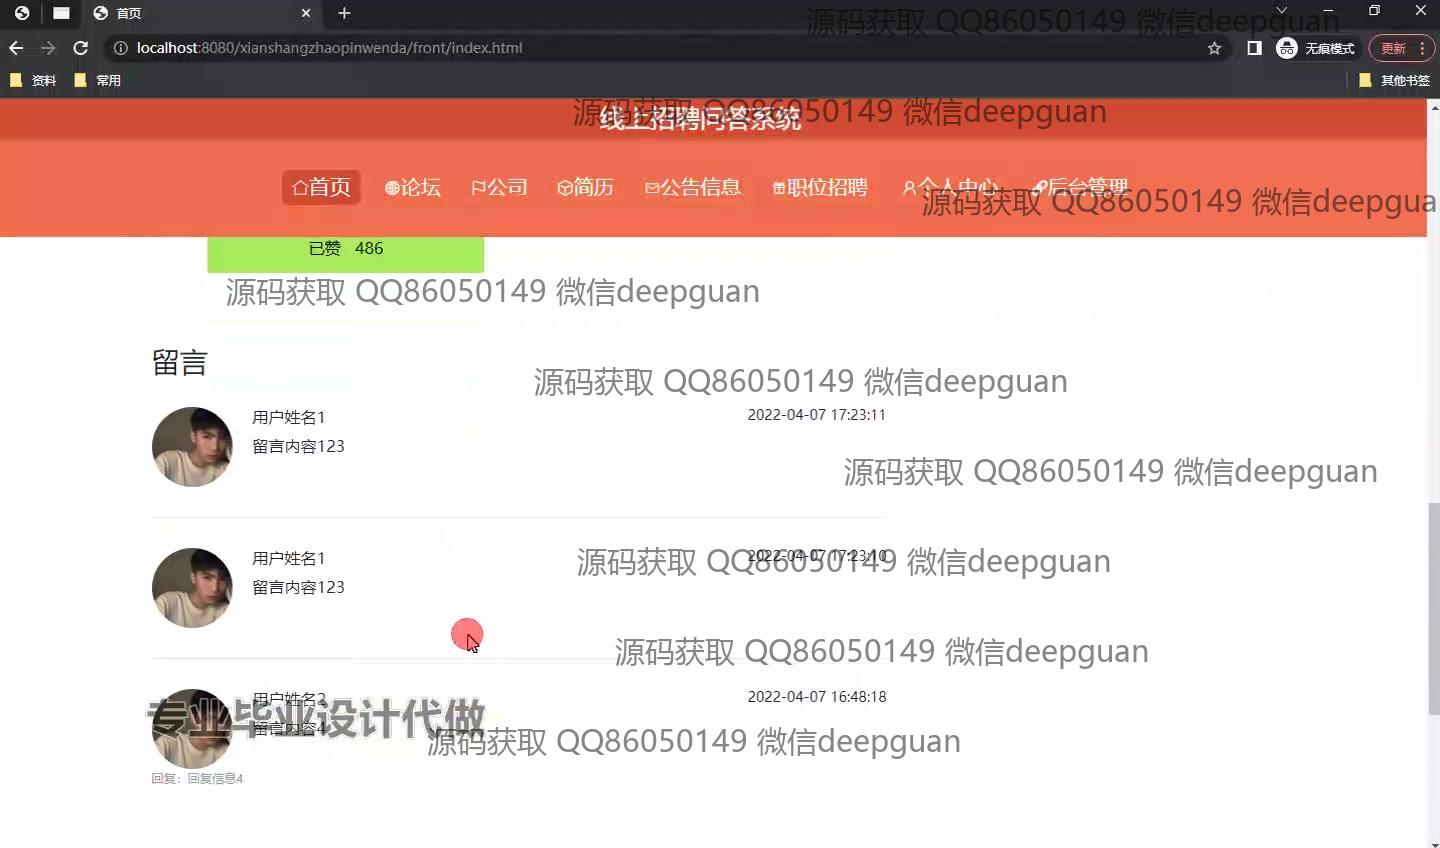 首页
源码获取 QQ86050149 微信deepguan
localhost:8080/xianshangzhaopinwenda/front/index.html
无痕模式
更新
资料
常用
其他书签
源码获取 QQ86050149 微信deepguan
线上招聘问答系统
首页 论坛 公司 简历 公告信息 职位招聘 个人中心 后台管理
源码获取 QQ86050149 微信deepgua
已赞 486
源码获取 QQ86050149 微信deepguan
留言
源码获取 QQ86050149 微信deepguan
用户姓名1
2022-04-07 17:23:11
留言内容123
源码获取 QQ86050149 微信deepguan
用户姓名1
2022-04-07 17:23:10
源码获取 QQ86050149 微信deepguan
留言内容123
源码获取 QQ86050149 微信deepguan
用户姓名2
2022-04-07 16:48:18
专业毕业设计代做
留言内容4
源码获取 QQ86050149 微信deepguan
回复：回复信息4